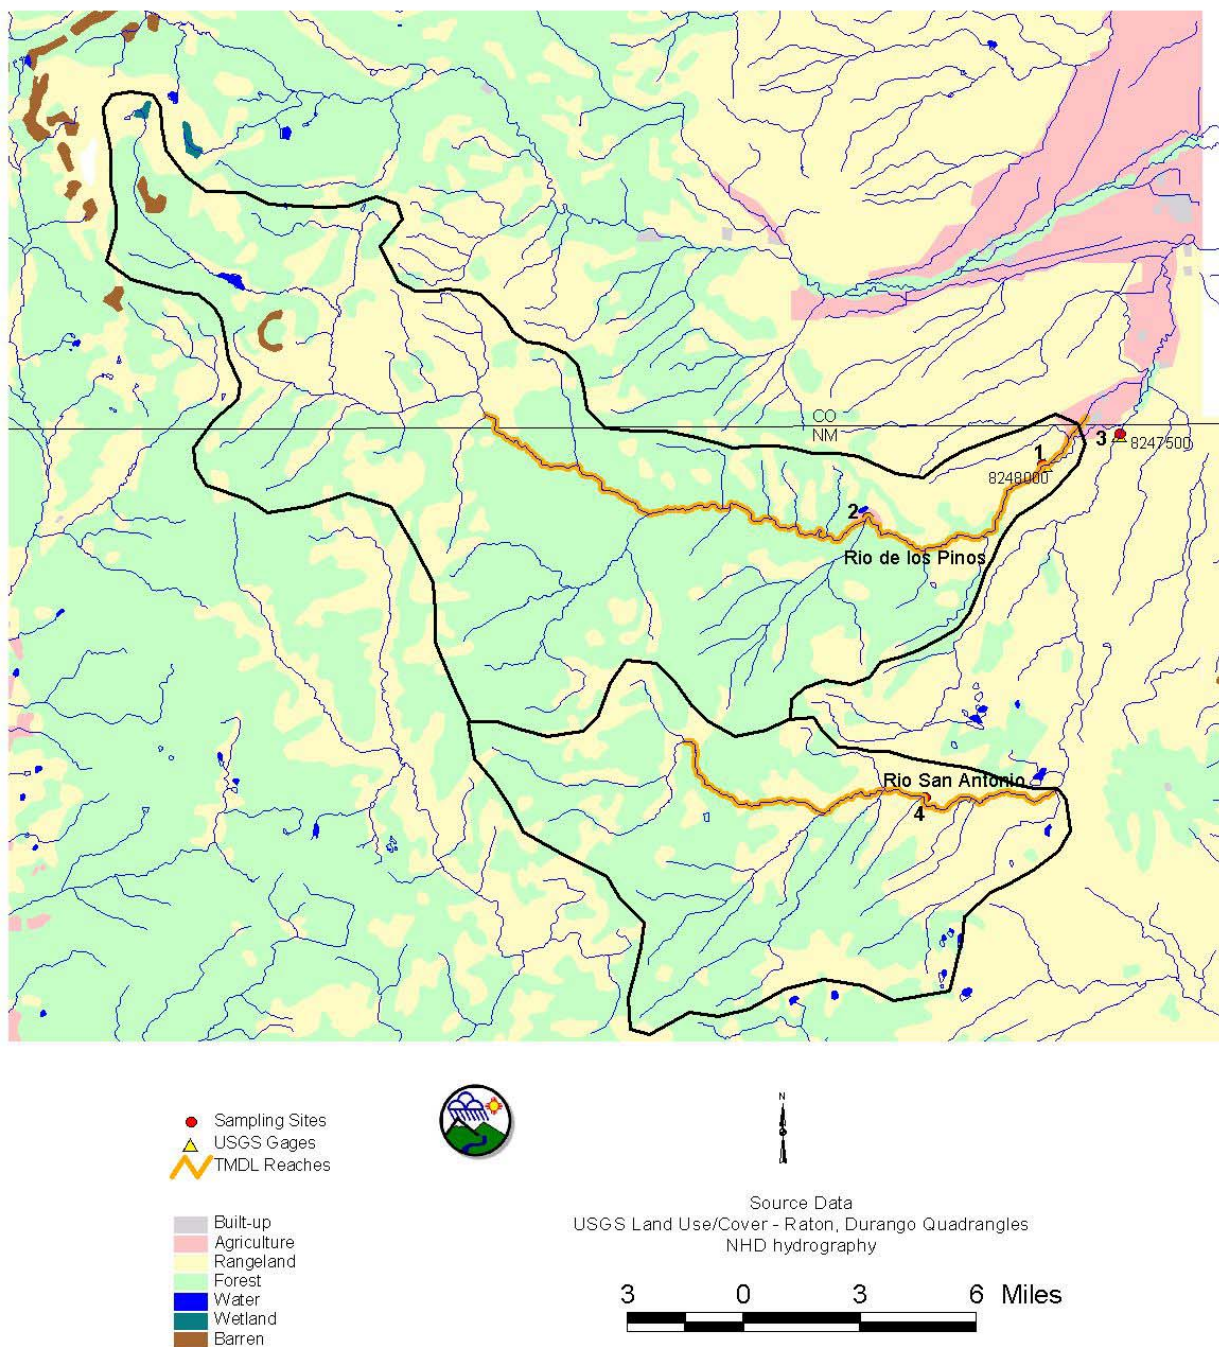 CO
NM
1
3
8247500
8248000
2
Rio de los Pinos
Rio San Antonio
4
Sampling Sites
USGS Gages
TMDL Reaches
N
Source Data
USGS Land Use/Cover - Raton, Durango Quadrangles
NHD hydrography
Built-up
Agriculture
Rangeland
Forest
Water
Wetland
Barren
3 0 3 6 Miles